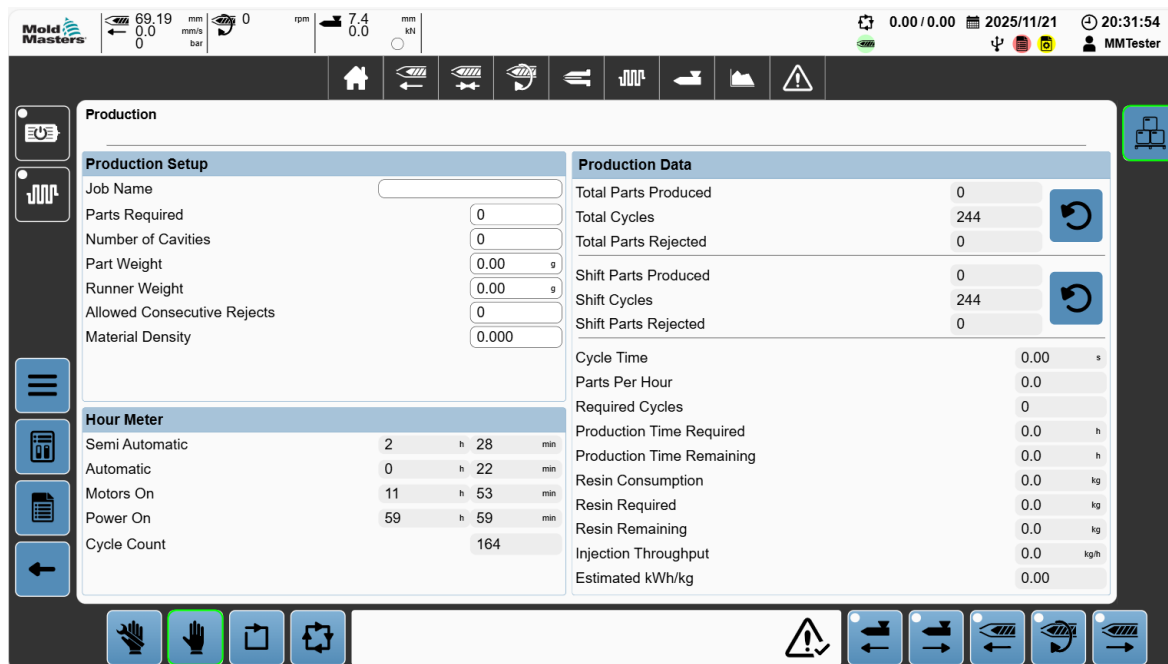 Mold
Masters
69.19 mm 0 rpm 7.4 mm
0.0 mm/s 0.0 kN
0 bar
0.00 / 0.00 2025/11/21 20:31:54
MMTester
Production
Production Setup
Job Name
Parts Required 0
Number of Cavities 0
Part Weight 0.00 g
Runner Weight 0.00 g
Allowed Consecutive Rejects 0
Material Density 0.000
Hour Meter
Semi Automatic 2 h 28 min
Automatic 0 h 22 min
Motors On 11 h 53 min
Power On 59 h 59 min
Cycle Count 164
Production Data
Total Parts Produced 0
Total Cycles 244
Total Parts Rejected 0
Shift Parts Produced 0
Shift Cycles 244
Shift Parts Rejected 0
Cycle Time 0.00 s
Parts Per Hour 0.0
Required Cycles 0
Production Time Required 0.0 h
Production Time Remaining 0.0 h
Resin Consumption 0.0 kg
Resin Required 0.0 kg
Resin Remaining 0.0 kg
Injection Throughput 0.0 kg/h
Estimated kWh/kg 0.00